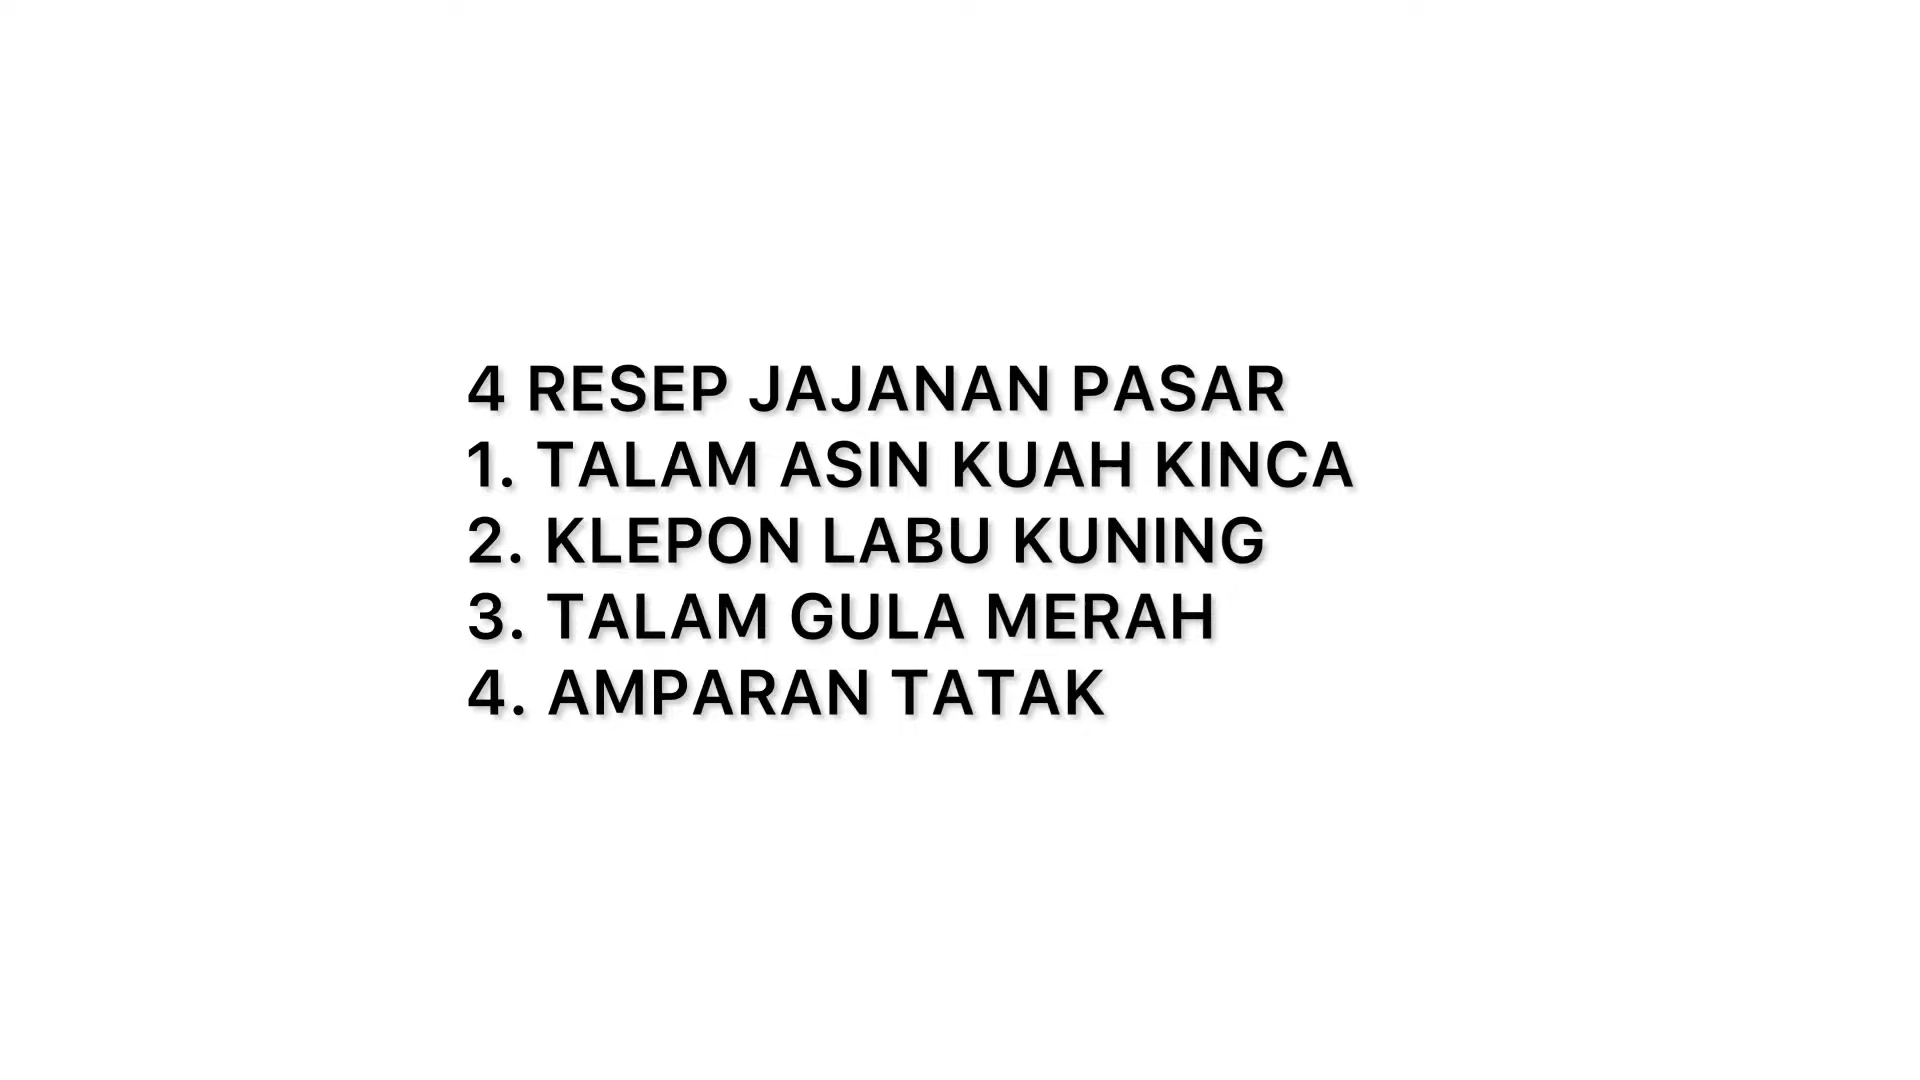 4 RESEP JAJANAN PASAR
1. TALAM ASIN KUAH KINCA
2. KLEPON LABU KUNING
3. TALAM GULA MERAH
4. AMPARAN TATAK